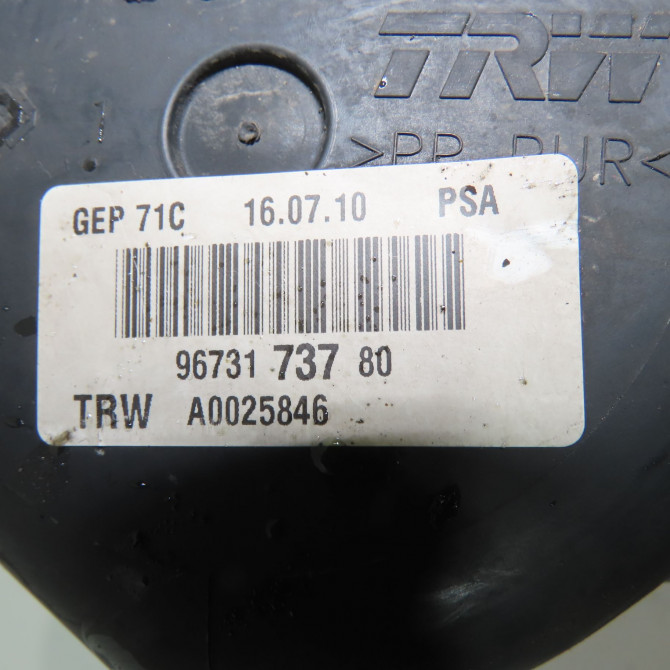 TRW
>PP PUR<
GEP 71C 16.07.10 PSA
96731 737 80
TRW A0025846